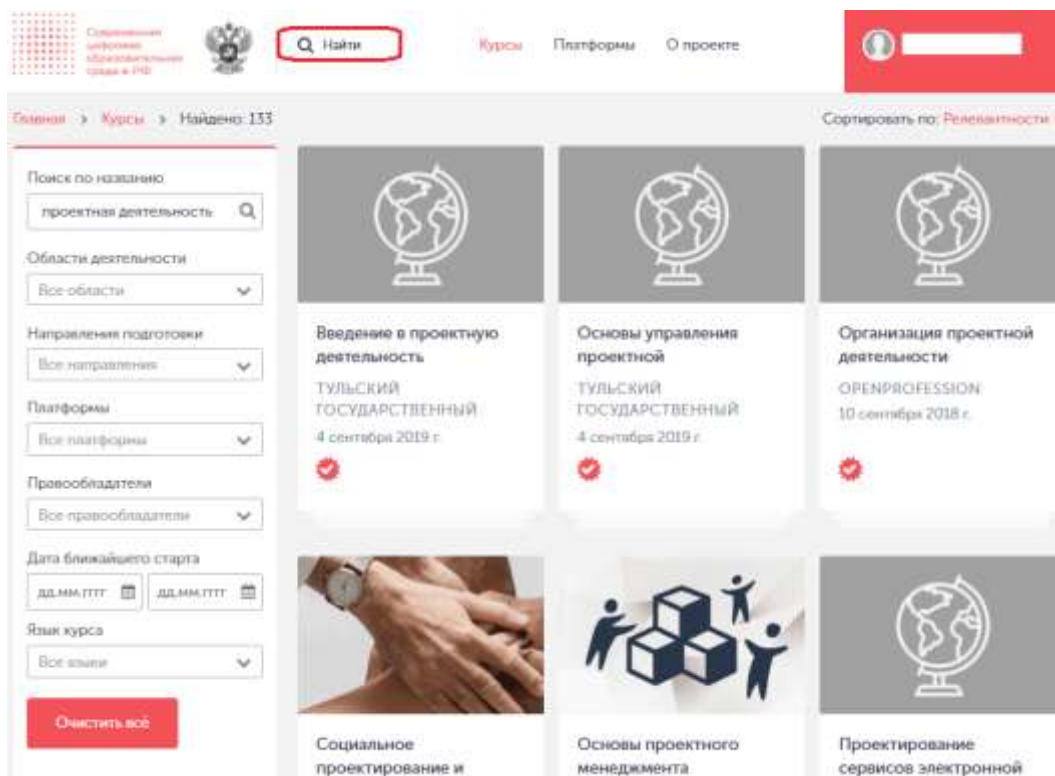 Современная
цифровая
образовательная
среда в РФ
Найти
Курсы Платформы О проекте
Главная > Курсы > Найдено: 133
Сортировать по: Релевантности
Поиск по названию
проектная деятельность
Области деятельности
Все области
Направления подготовки
Все направления
Платформы
Все платформы
Правообладатели
Все правообладатели
Дата ближайшего старта
дд.мм.гггг дд.мм.гггг
Язык курса
Все языки
Очистить всё
Введение в проектную
деятельность
ТУЛЬСКИЙ
ГОСУДАРСТВЕННЫЙ
4 сентября 2019 г.
Основы управления
проектной
ТУЛЬСКИЙ
ГОСУДАРСТВЕННЫЙ
4 сентября 2019 г.
Организация проектной
деятельности
OPENPROFESSION
10 сентября 2018 г.
Социальное
проектирование и
Основы проектного
менеджмента
Проектирование
сервисов электронной